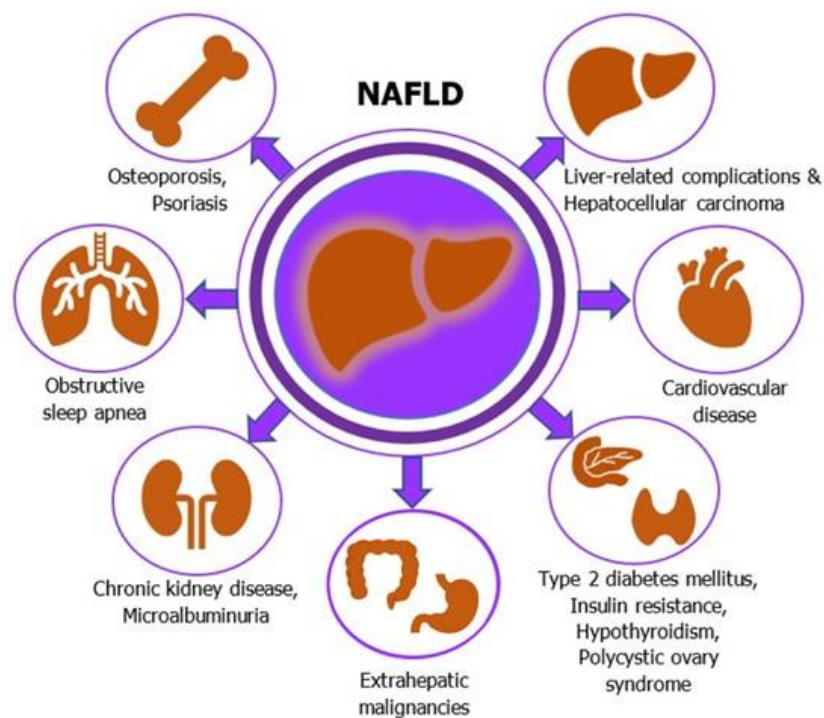 NAFLD
Osteoporosis,
Psoriasis
Liver-related complications &
Hepatocellular carcinoma
Obstructive
sleep apnea
Cardiovascular
disease
Chronic kidney disease,
Microalbuminuria
Extrahepatic
malignancies
Type 2 diabetes mellitus,
Insulin resistance,
Hypothyroidism,
Polycystic ovary
syndrome